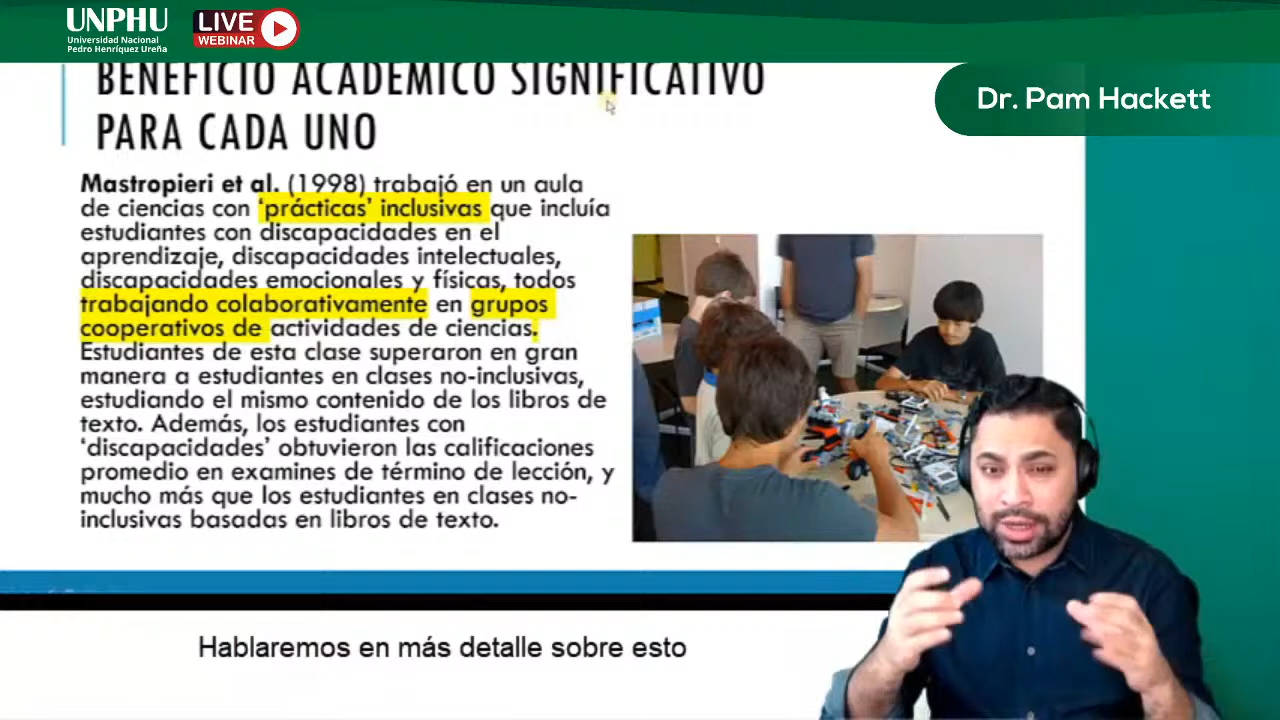 UNPHU
Universidad Nacional
Pedro Henríquez Ureña
LIVE
WEBINAR
BENEFICIO ACADÉMICO SIGNIFICATIVO
PARA CADA UNO
Dr. Pam Hackett
Mastropieri et al. (1998) trabajó en un aula
de ciencias con ‘prácticas’ inclusivas que incluía
estudiantes con discapacidades en el
aprendizaje, discapacidades intelectuales,
discapacidades emocionales y físicas, todos
trabajando colaborativamente en grupos
cooperativos de actividades de ciencias.
Estudiantes de esta clase superaron en gran
manera a estudiantes en clases no-inclusivas,
estudiando el mismo contenido de los libros de
texto. Además, los estudiantes con
‘discapacidades’ obtuvieron las calificaciones
promedio en examines de término de lección, y
mucho más que los estudiantes en clases no-
inclusivas basadas en libros de texto.
Hablaremos en más detalle sobre esto